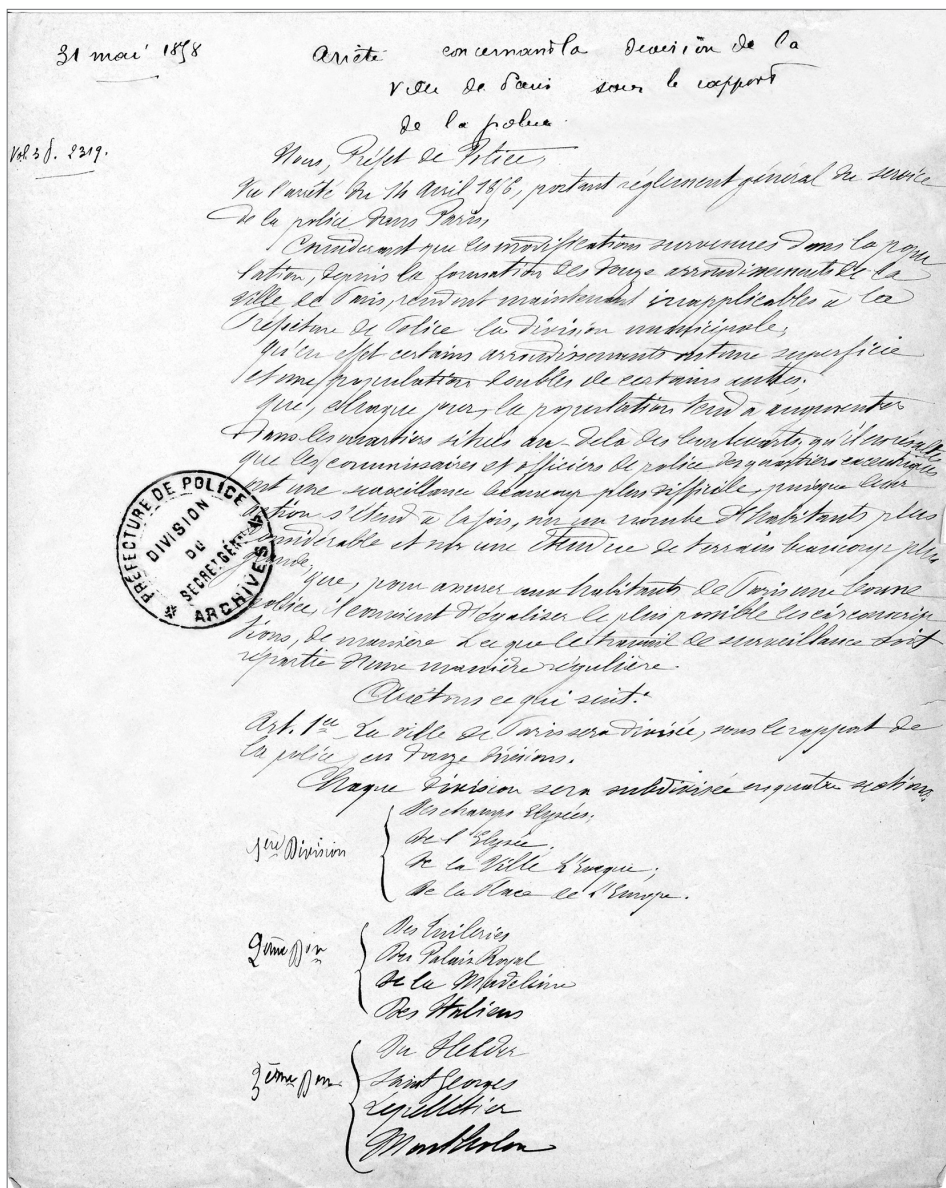 31 mai 1858
Arrêté concernant la division de la
ville de Paris sous le rapport
de la police.
Vol. 3 f. 2319.
Nous, Préfet de Police,
Vu l'arrêté du 14 Avril 1856, portant règlement général du service
de la police dans Paris,
Considérant que les modifications survenues dans la popu
lation, depuis la formation des douze arrondissements de la
ville de Paris, rendent maintenant inapplicables à la
Préfecture de Police la division municipale;
qu'en effet certains arrondissements ont une superficie
et une population doubles de certains autres;
que, chaque jour, la population tend à augmenter
dans les quartiers situés au-delà des boulevarts, qu'il en résulte
que les commissaires et officiers de police des quartiers excentriques
ont une surveillance beaucoup plus difficile, puisque leur
action s'étend à la fois, sur un nombre d'habitants plus
considérable et sur une étendue de terrain beaucoup plus
grande;
que, pour assurer aux habitants de Paris une bonne
police, il convient d'égaliser le plus possible les circonscrip
tions, de manière à ce que le travail de surveillance soit
répartie d'une manière régulière.
Arrêtons ce qui suit:
Art. 1er La ville de Paris sera divisée, sous le rapport de
la police, en douze divisions.
Chaque division sera subdivisée en quatre sections.
1ère Division
Des champs Elysées;
de l'Elysée;
de la Ville l'Evêque;
de la Place de l'Europe.
2ème Don
Des Tuileries
Du Palais Royal
de la Madeleine
Des Italiens
3ème Don
Du Helder
Saint Georges
Lepelletier
Montholon
PRÉFECTURE DE POLICE
DIVISION
DU
SECRET. GÉN.
ARCHIVES